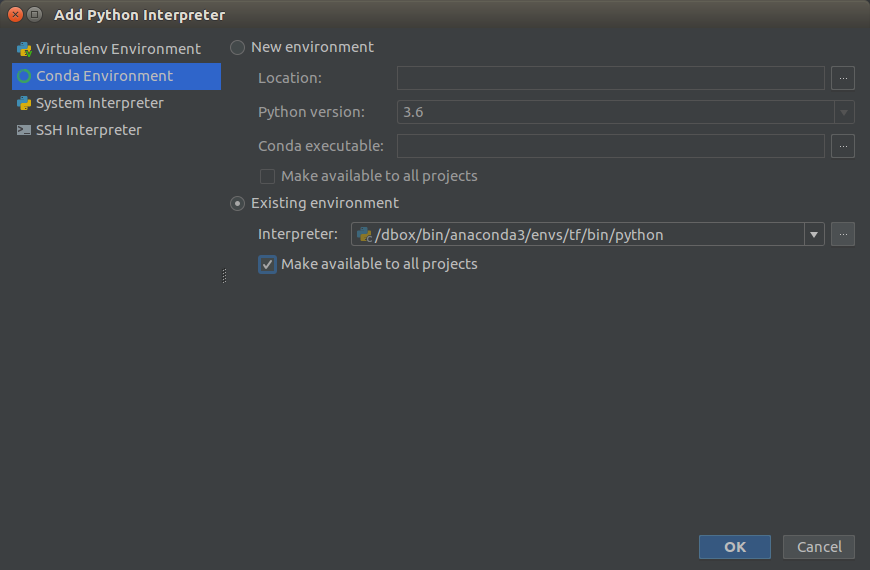 Add Python Interpreter
Virtualenv Environment
Conda Environment
System Interpreter
SSH Interpreter
New environment
Location:
...
Python version: 3.6
Conda executable:
...
Make available to all projects
Existing environment
Interpreter: /dbox/bin/anaconda3/envs/tf/bin/python
...
Make available to all projects
OK Cancel